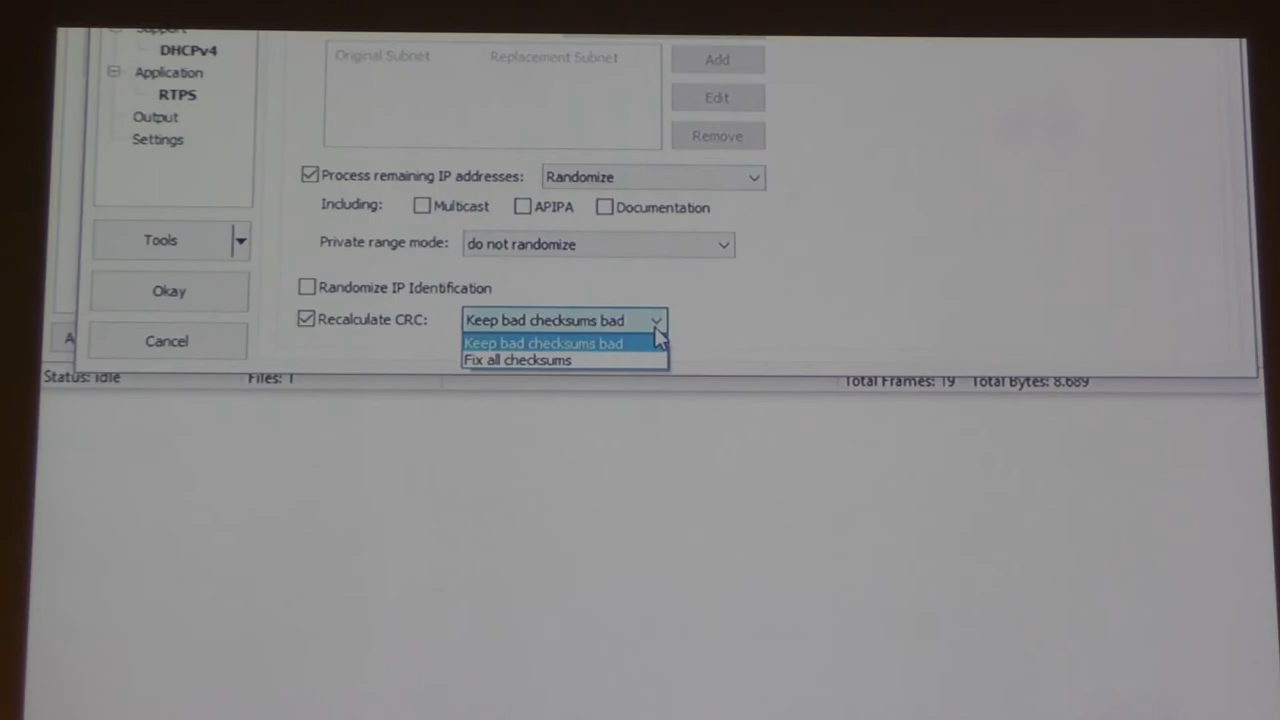 Support
DHCPv4
Application
RTPS
Output
Settings
Tools
Okay
Cancel
Original Subnet Replacement Subnet
Add
Edit
Remove
Process remaining IP addresses: Randomize
Including: Multicast APIPA Documentation
Private range mode: do not randomize
Randomize IP Identification
Recalculate CRC: Keep bad checksums bad
Keep bad checksums bad
Fix all checksums
A
Status: Idle Files: 1 Total Frames: 19 Total Bytes: 8.689